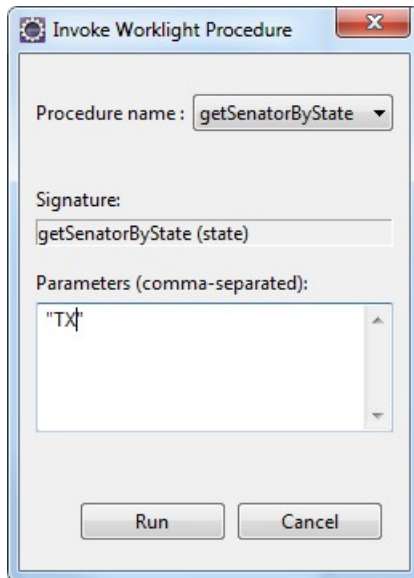 Invoke Worklight Procedure
Procedure name : getSenatorByState
Signature:
getSenatorByState (state)
Parameters (comma-separated):
"TX"
Run Cancel